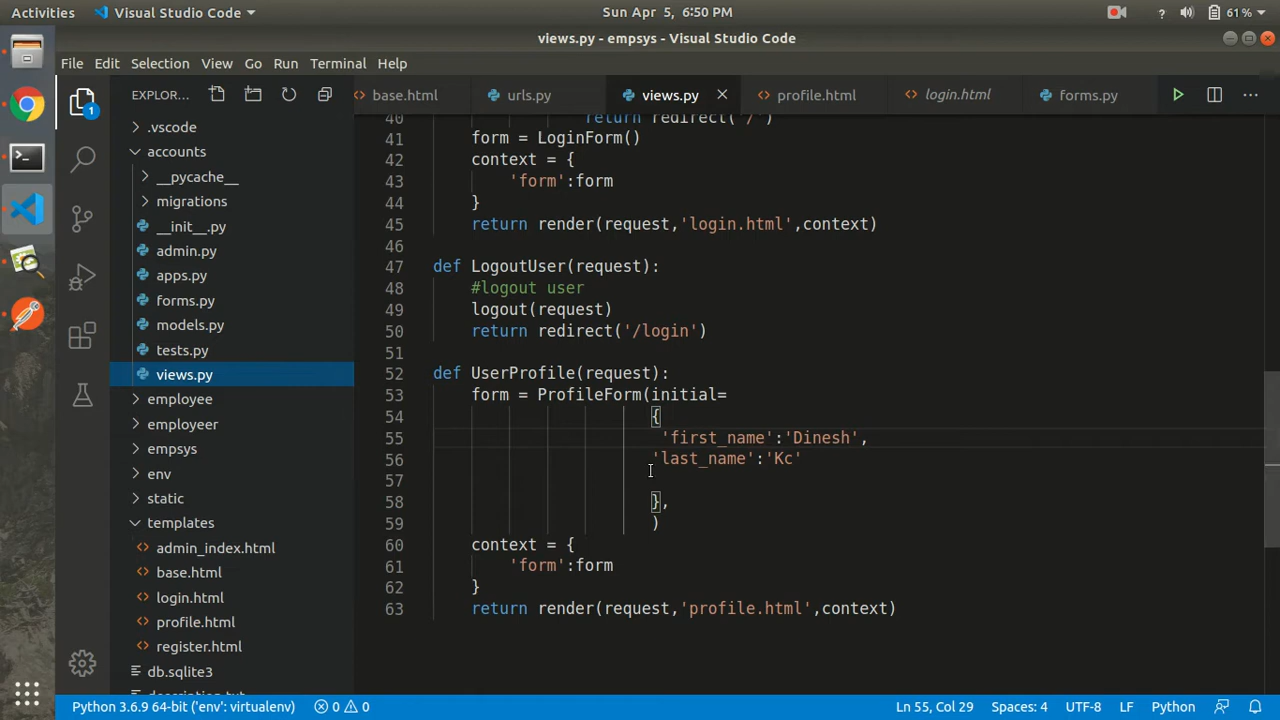 Activities Visual Studio Code Sun Apr 5, 6:50 PM ? 61%
views.py - empsys - Visual Studio Code
File Edit Selection View Go Run Terminal Help
1 EXPLOR... base.html urls.py views.py profile.html login.html forms.py
.vscode
accounts
__pycache__
migrations
__init__.py
admin.py
apps.py
forms.py
models.py
tests.py
views.py
employee
employeer
empsys
env
static
templates
admin_index.html
base.html
login.html
profile.html
register.html
db.sqlite3
40 return redirect('/')
41 form = LoginForm()
42 context = {
43 'form':form
44 }
45 return render(request,'login.html',context)
46
47 def LogoutUser(request):
48 #logout user
49 logout(request)
50 return redirect('/login')
51
52 def UserProfile(request):
53 form = ProfileForm(initial=
54 {
55 'first_name':'Dinesh',
56 'last_name':'Kc'
57
58 },
59 )
60 context = {
61 'form':form
62 }
63 return render(request,'profile.html',context)
Python 3.6.9 64-bit ('env': virtualenv) 0 0 Ln 55, Col 29 Spaces: 4 UTF-8 LF Python